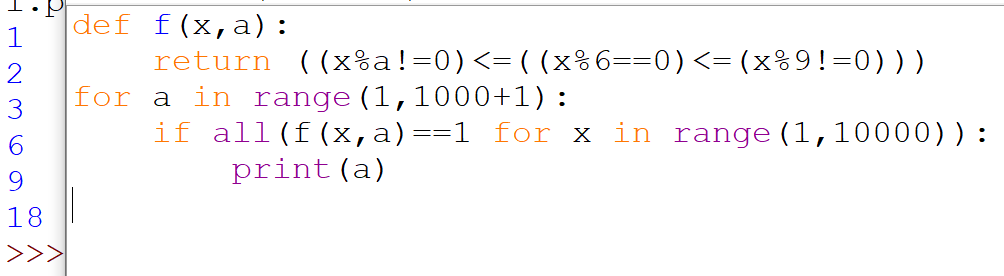 1
2
3
6
9
18
>>>
def f(x,a):
    return ((x%a!=0)<=((x%6==0)<=(x%9!=0)))
for a in range(1,1000+1):
    if all(f(x,a)==1 for x in range(1,10000)):
        print(a)